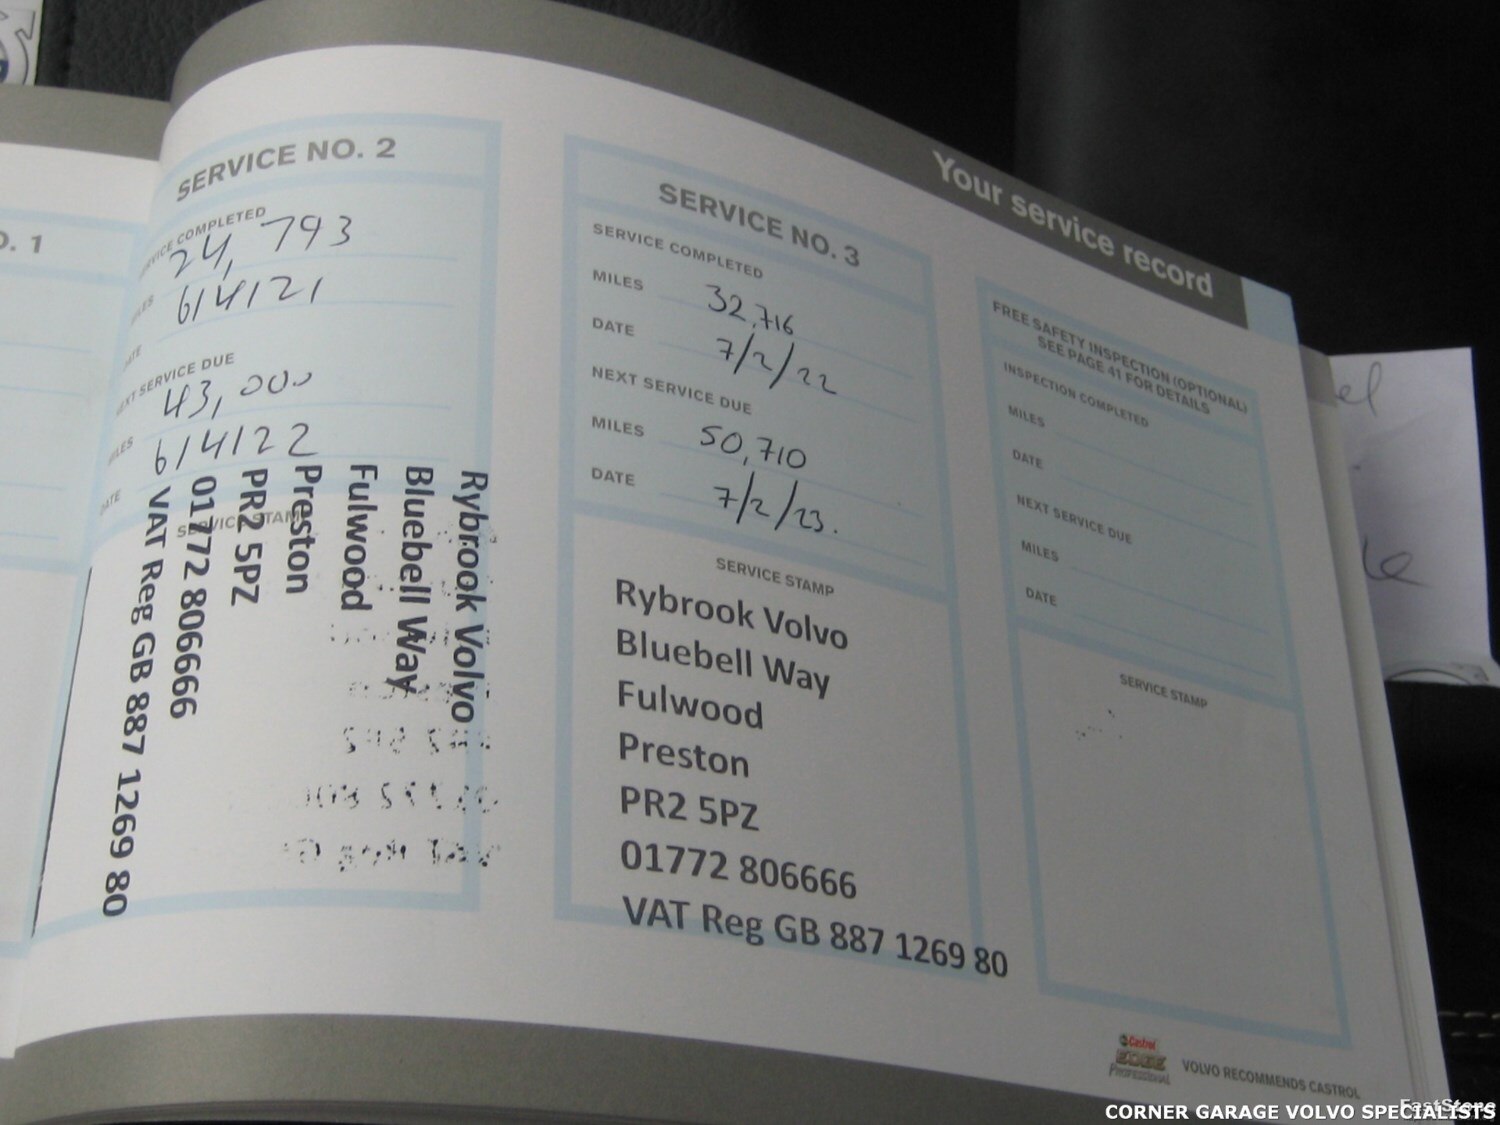 O. 1
SERVICE NO. 2
SERVICE COMPLETED
24,793
MILES
6/4/21
DATE
NEXT SERVICE DUE
43,000
MILES
6/4/22
DATE
SERVICE STAMP
Rybrook Volvo
Bluebell Way
Fulwood
Preston
PR2 5PZ
01772 806666
VAT Reg GB 887 1269 80
SERVICE NO. 3
SERVICE COMPLETED
MILES 32,716
DATE 7/2/22
NEXT SERVICE DUE
MILES 50,710
DATE 7/2/23.
SERVICE STAMP
Rybrook Volvo
Bluebell Way
Fulwood
Preston
PR2 5PZ
01772 806666
VAT Reg GB 887 1269 80
Your service record
FREE SAFETY INSPECTION (OPTIONAL)
SEE PAGE 41 FOR DETAILS
INSPECTION COMPLETED
MILES
DATE
NEXT SERVICE DUE
MILES
DATE
SERVICE STAMP
Castrol
EDGE
PROFESSIONAL
VOLVO RECOMMENDS CASTROL
FastStore
CORNER GARAGE VOLVO SPECIALISTS